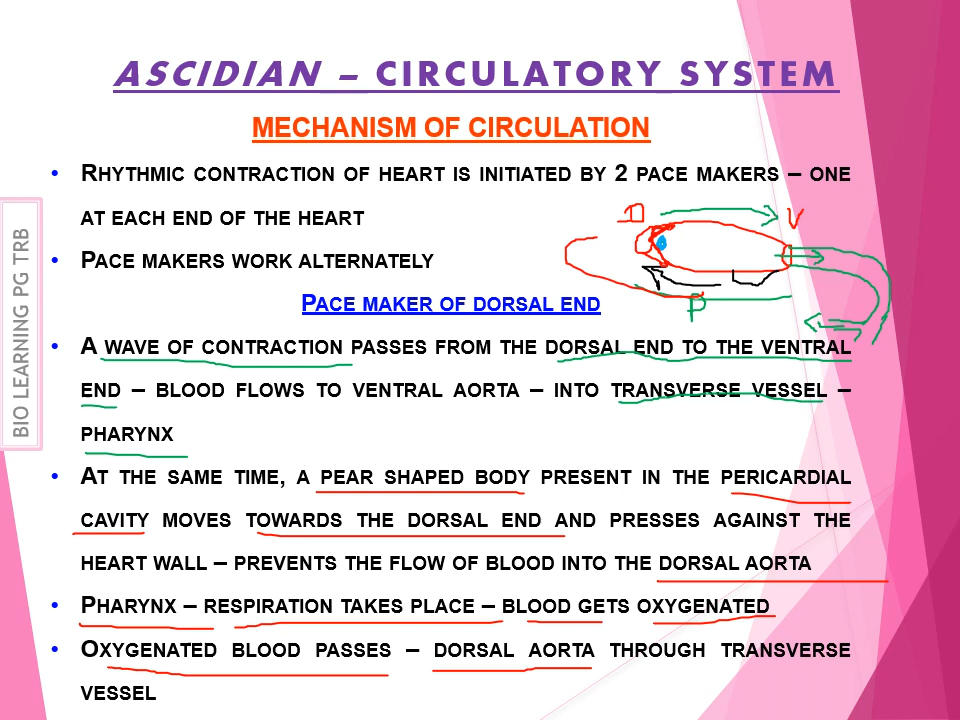 ASCIDIAN – CIRCULATORY SYSTEM
MECHANISM OF CIRCULATION
• RHYTHMIC CONTRACTION OF HEART IS INITIATED BY 2 PACE MAKERS – ONE
AT EACH END OF THE HEART
D V
• PACE MAKERS WORK ALTERNATELY
P
PACE MAKER OF DORSAL END
• A WAVE OF CONTRACTION PASSES FROM THE DORSAL END TO THE VENTRAL
END – BLOOD FLOWS TO VENTRAL AORTA – INTO TRANSVERSE VESSEL –
PHARYNX
• AT THE SAME TIME, A PEAR SHAPED BODY PRESENT IN THE PERICARDIAL
CAVITY MOVES TOWARDS THE DORSAL END AND PRESSES AGAINST THE
HEART WALL – PREVENTS THE FLOW OF BLOOD INTO THE DORSAL AORTA
• PHARYNX – RESPIRATION TAKES PLACE – BLOOD GETS OXYGENATED
• OXYGENATED BLOOD PASSES – DORSAL AORTA THROUGH TRANSVERSE
VESSEL
BIO LEARNING PG TRB